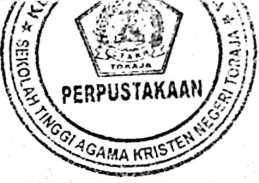 TORAJA
PERPUSTAKAAN
★ SEKOLAH TINGGI AGAMA KRISTEN NEGERI TORAJA ★